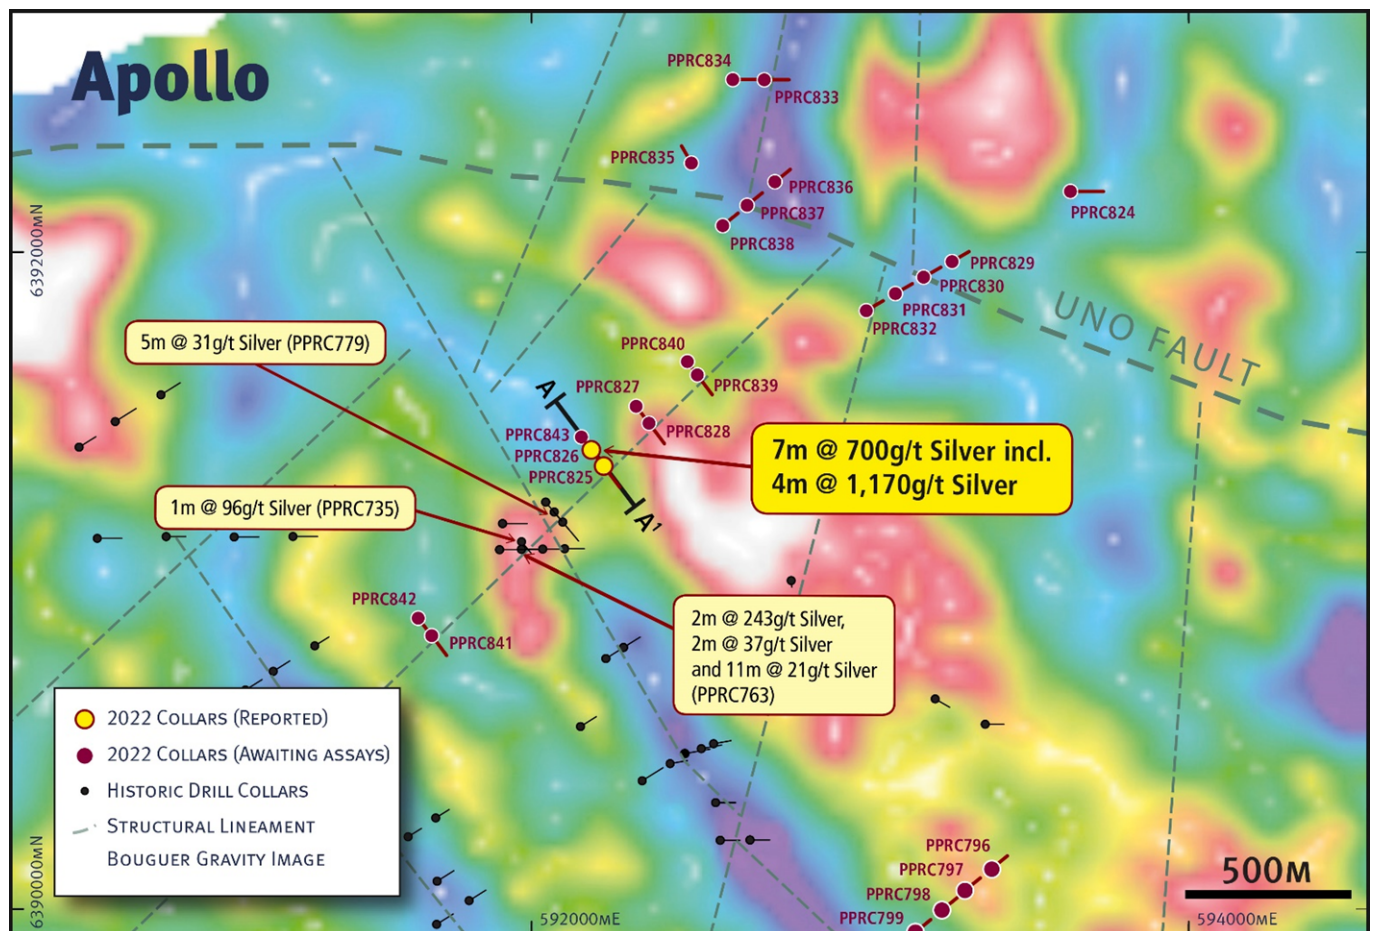 Apollo
PPRC834
PPRC833
PPRC835
PPRC836
PPRC837
PPRC838
PPRC824
6392000mN
PPRC829
PPRC830
PPRC831
PPRC832
UNO FAULT
5m @ 31g/t Silver (PPRC779)
PPRC840
PPRC839
PPRC827
PPRC828
A
PPRC843
PPRC826
PPRC825
A¹
7m @ 700g/t Silver incl.
4m @ 1,170g/t Silver
1m @ 96g/t Silver (PPRC735)
PPRC842
PPRC841
2m @ 243g/t Silver,
2m @ 37g/t Silver
and 11m @ 21g/t Silver
(PPRC763)
2022 Collars (Reported)
2022 Collars (Awaiting assays)
Historic Drill Collars
Structural Lineament
Bouguer Gravity Image
PPRC796
PPRC797
PPRC798
PPRC799
500m
6390000mN
592000mE
594000mE